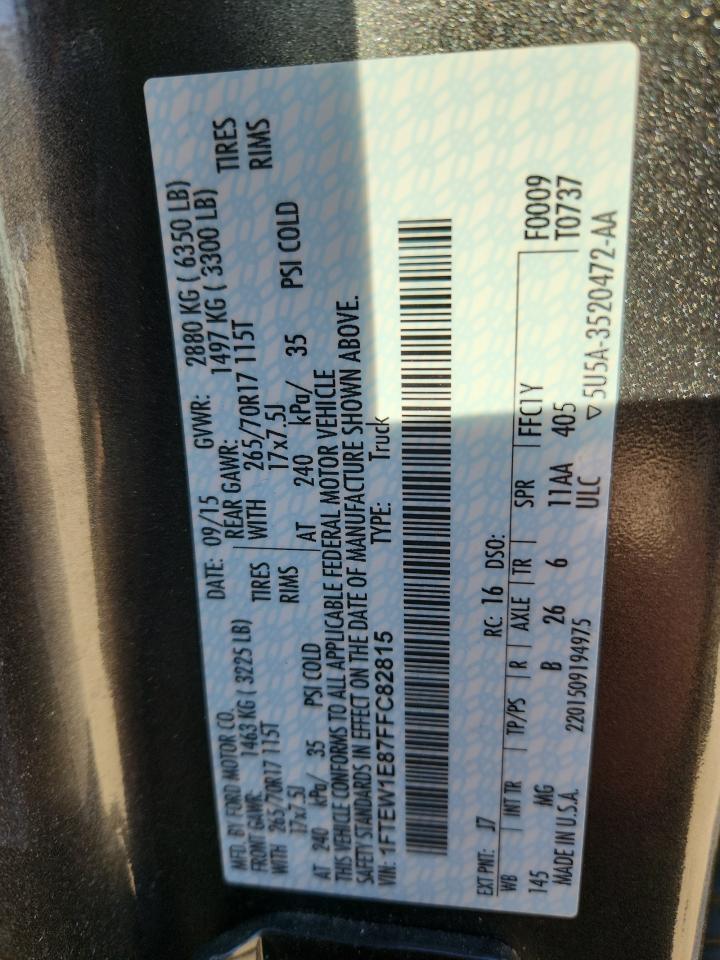 MFD. BY FORD MOTOR CO.
DATE: 09/15 GVWR: 2880 KG ( 6350 LB)
FRONT GAWR: 1463 KG ( 3225 LB)
REAR GAWR: 1497 KG ( 3300 LB)
WITH 265/70R17 115T TIRES
WITH 265/70R17 115T TIRES
17x7.5J RIMS
17x7.5J RIMS
AT 240 kPa/ 35 PSI COLD
AT 240 kPa/ 35 PSI COLD
THIS VEHICLE CONFORMS TO ALL APPLICABLE FEDERAL MOTOR VEHICLE
SAFETY STANDARDS IN EFFECT ON THE DATE OF MANUFACTURE SHOWN ABOVE.
VIN: 1FTEW1E87FFC82815 TYPE: Truck
EXT PNT: J7 RC: 16 DSO: F0009
WB | INT TR | TP/PS | R | AXLE | TR | SPR | FFC1Y T0737
145 MG B 26 6 11AA 405
MADE IN U.S.A. 2201509194975 ULC ▽5U5A-3520472-AA